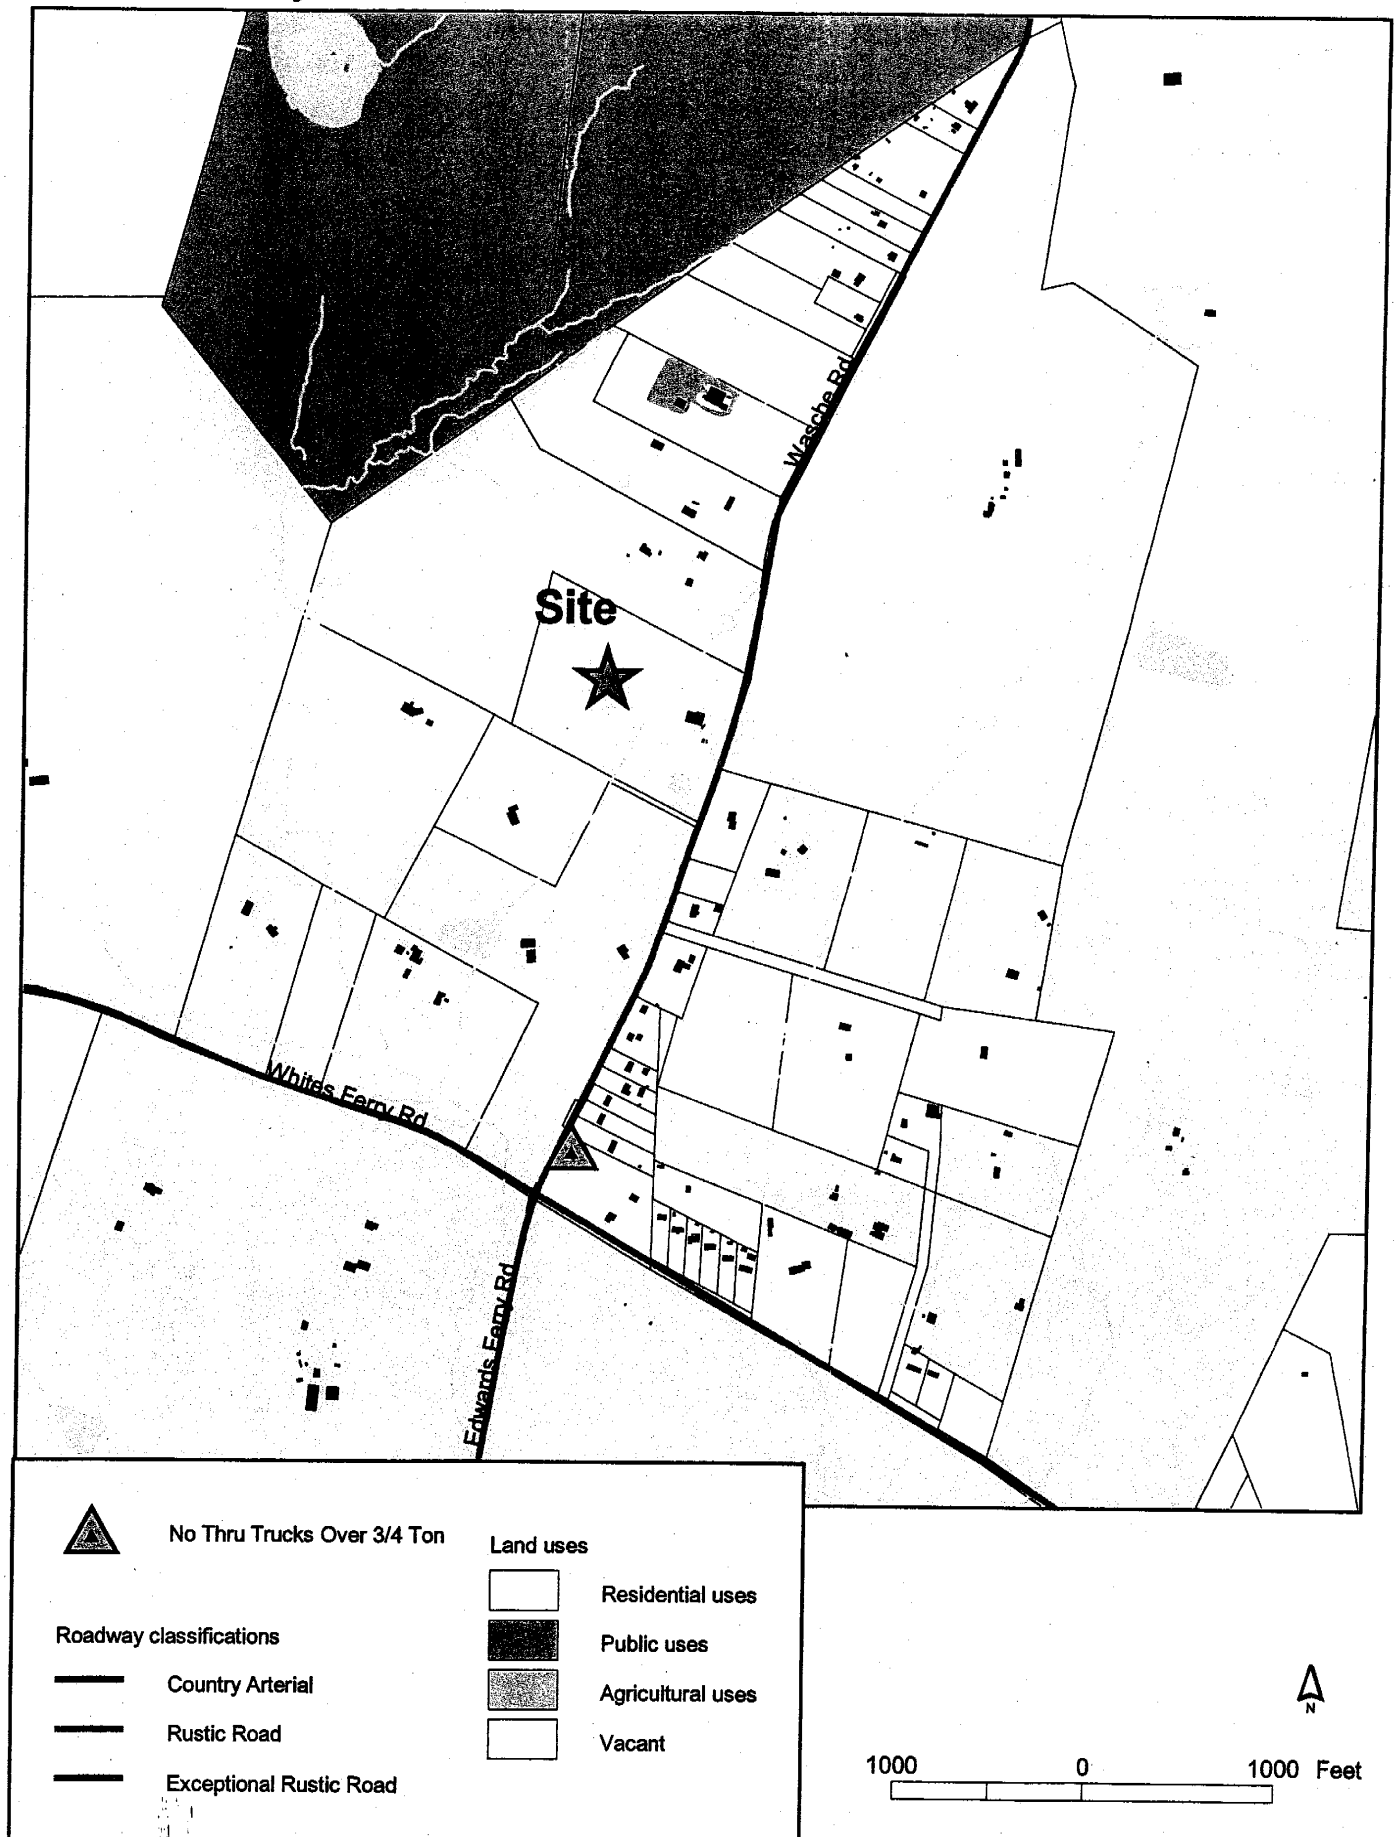 Wasche Rd
Site
Whites Ferry Rd
Edwards Ferry Rd
No Thru Trucks Over 3/4 Ton
Roadway classifications
Country Arterial
Rustic Road
Exceptional Rustic Road
Land uses
Residential uses
Public uses
Agricultural uses
Vacant
N
1000 0 1000 Feet